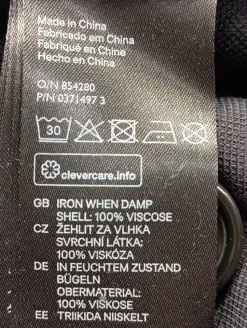 Made in China
Fabricado em China
Fabriqué en Chine
Hecho en China
O/N 854280
P/N 0371497 3
30
clevercare.info
GB IRON WHEN DAMP
SHELL: 100% VISCOSE
CZ ŽEHLIT ZA VLHKA
SVRCHNÍ LÁTKA:
100% VISKÓZA
DE IN FEUCHTEM ZUSTAND
BÜGELN
OBERMATERIAL:
100% VISKOSE
EE TRIIKIDA NIISKELT